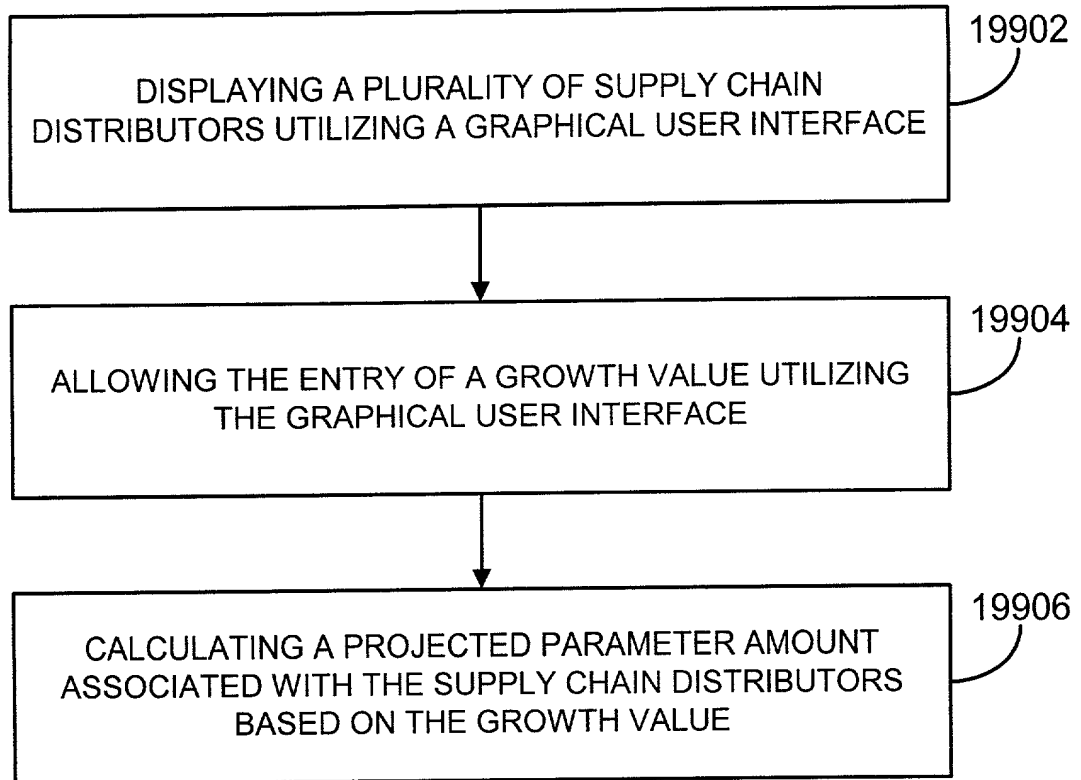 19902
DISPLAYING A PLURALITY OF SUPPLY CHAIN
DISTRIBUTORS UTILIZING A GRAPHICAL USER INTERFACE
19904
ALLOWING THE ENTRY OF A GROWTH VALUE UTILIZING
THE GRAPHICAL USER INTERFACE
19906
CALCULATING A PROJECTED PARAMETER AMOUNT
ASSOCIATED WITH THE SUPPLY CHAIN DISTRIBUTORS
BASED ON THE GROWTH VALUE